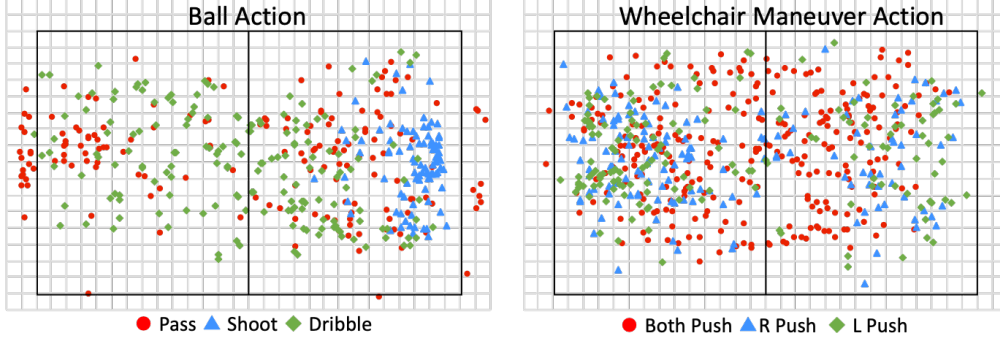 Ball Action
Wheelchair Maneuver Action
Pass Shoot Dribble
Both Push R Push L Push